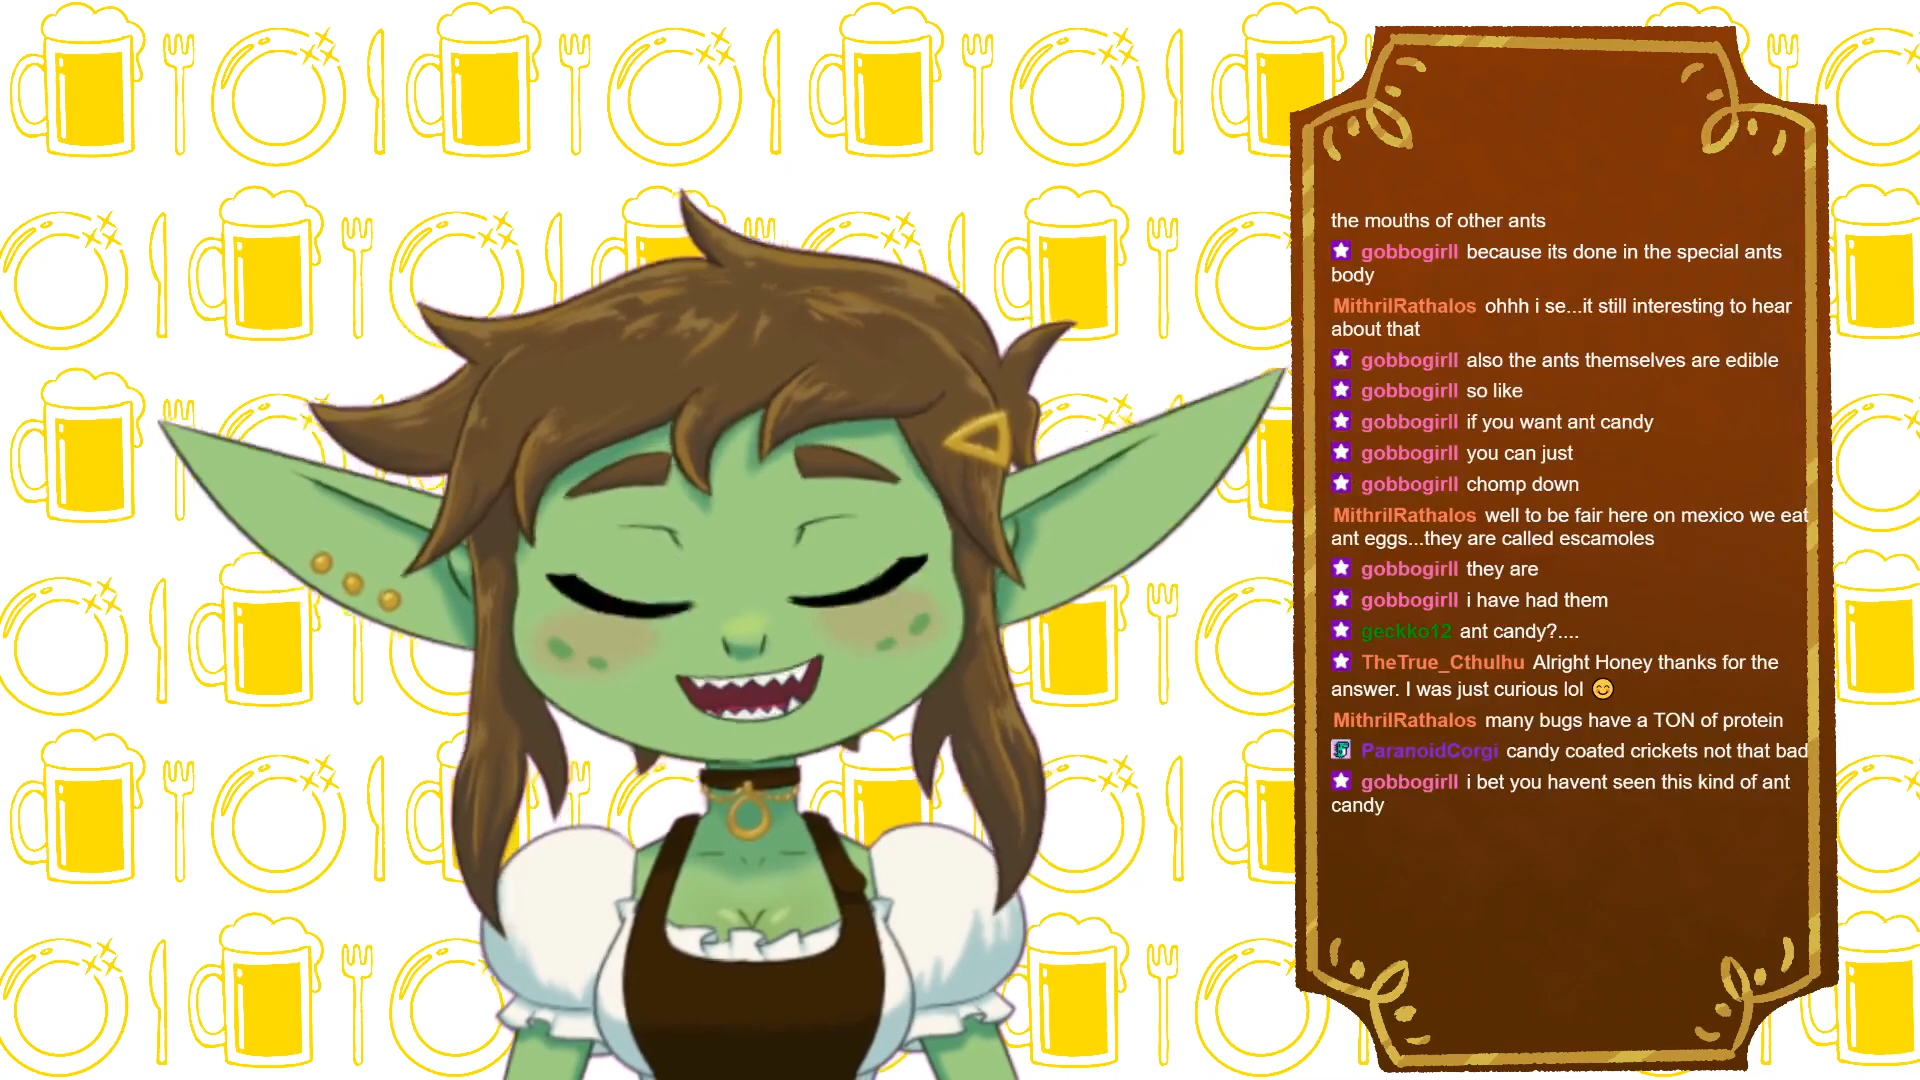 the mouths of other ants
gobbogirll because its done in the special ants
body
MithrilRathalos ohhh i se...it still interesting to hear
about that
gobbogirll also the ants themselves are edible
gobbogirll so like
gobbogirll if you want ant candy
gobbogirll you can just
gobbogirll chomp down
MithrilRathalos well to be fair here on mexico we eat
ant eggs...they are called escamoles
gobbogirll they are
gobbogirll i have had them
geckko12 ant candy?....
TheTrue_Cthulhu Alright Honey thanks for the
answer. I was just curious lol 😊
MithrilRathalos many bugs have a TON of protein
ParanoidCorgi candy coated crickets not that bad
gobbogirll i bet you havent seen this kind of ant
candy